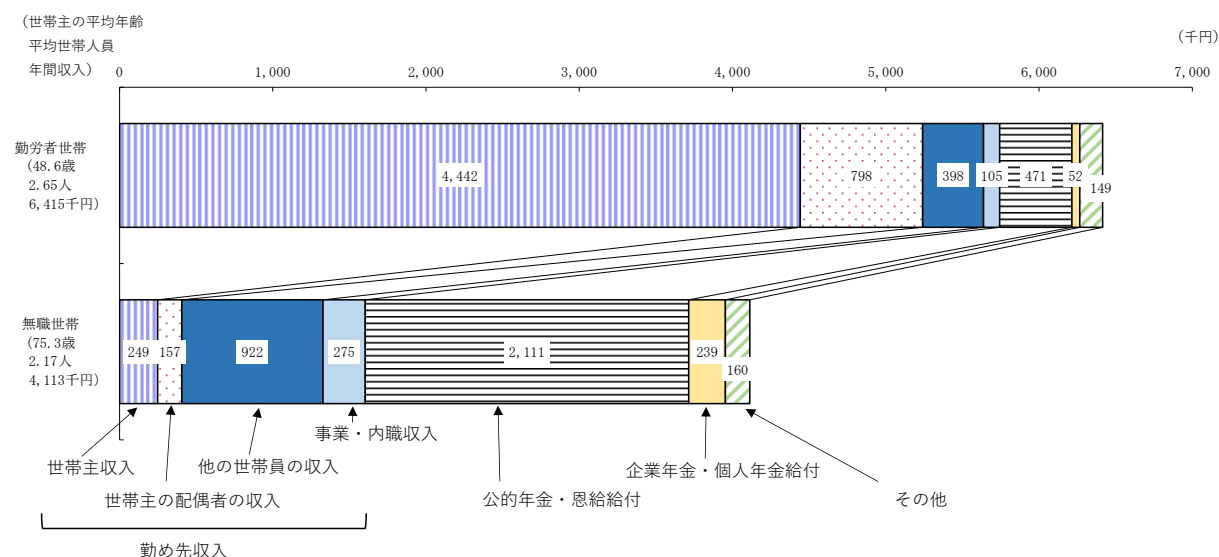 (世帯主の平均年齢
平均世帯人員
年間収入)
(千円)
0 1,000 2,000 3,000 4,000 5,000 6,000 7,000
勤労者世帯
(48.6歳
2.65人
6,415千円)
4,442 798 398 105 471 52 149
無職世帯
(75.3歳
2.17人
4,113千円)
249 157 922 275 2,111 239 160
事業・内職収入
世帯主収入 他の世帯員の収入 企業年金・個人年金給付
世帯主の配偶者の収入 公的年金・恩給給付 その他
勤め先収入